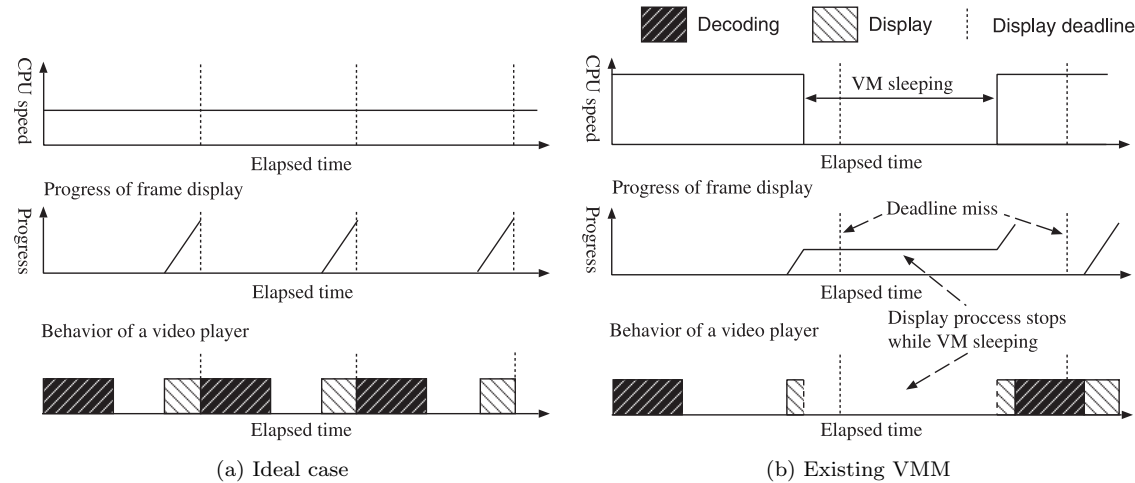 Decoding
Display
Display deadline
CPU speed
Elapsed time
Progress of frame display
Progress
Elapsed time
Behavior of a video player
Elapsed time
(a) Ideal case
CPU speed
VM sleeping
Elapsed time
Progress of frame display
Progress
Deadline miss
Elapsed time
Behavior of a video player
Display proccess stops
while VM sleeping
Elapsed time
(b) Existing VMM